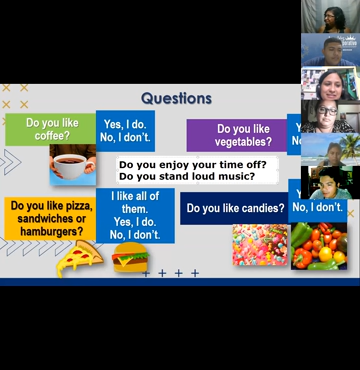 Questions
Do you like
coffee?
Yes, I do.
No, I don't.
Do you like
vegetables?
Do you enjoy your time off?
Do you stand loud music?
Do you like pizza,
sandwiches or
hamburgers?
I like all of
them.
Yes, I do.
No, I don't.
Do you like candies?
No, I don't.